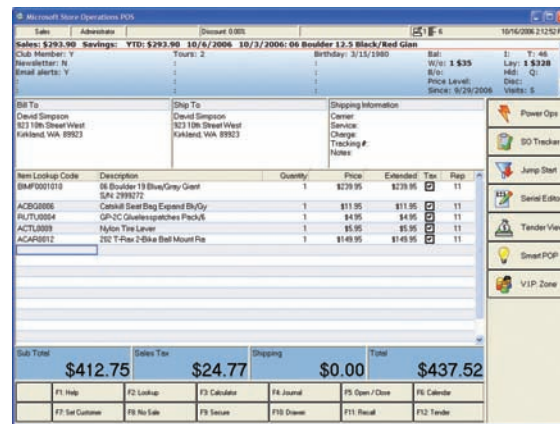 Microsoft Store Operations POS
Sales Administrator Discount 0.00% 10/16/2006 2:12:52 P
Sales: $293.90 Savings: YTD: $293.90 10/6/2006 10/3/2006: 06 Boulder 12.5 Black/Red Gian
Club Member: Y Tours: 2 Birthday: 3/15/1980 Bal: I: T: 46
Newsletter: N W/o: 1 $35 Lay: 1 $328
Email alerts: Y B/o: Hld: Q:
Price Level: Disc:
Since: 9/29/2006 Visits: 5
Bill To Ship To Shipping Information
David Simpson David Simpson Carrier:
923 10th Street West 923 10th Street West Service:
Kirkland, WA 89923 Kirkland, WA 89923 Charge:
Tracking #:
Notes:
Power Ops
SO Tracker
Jump Start
Serial Edito
Tender View
Smart POP
V.I.P. Zone
Item Lookup Code Description Quantity Price Extended Tax Rep
BIMF0001010 06 Boulder 19 Blue/Gray Giant 1 $239.95 $239.95 11
S/N: 2999272
ACBG0006 Catskill Seat Bag Expand Bk/Gy 1 $11.95 $11.95 11
RUTU0004 GP-2C Gluelesspatches Pack/6 1 $4.95 $4.95 11
ACTL0009 Nylon Tire Lever 1 $5.95 $5.95 11
ACAR0012 202 T-Rax 2-Bike Ball Mount Ra 1 $149.95 $149.95 11
Sub Total Sales Tax Shipping Total
$412.75 $24.77 $0.00 $437.52
F1: Help F2: Lookup F3: Calculator F4: Journal F5: Open / Close F6: Calendar
F7: Set Customer F8: No Sale F9: Secure F10: Drawer F11: Recall F12: Tender